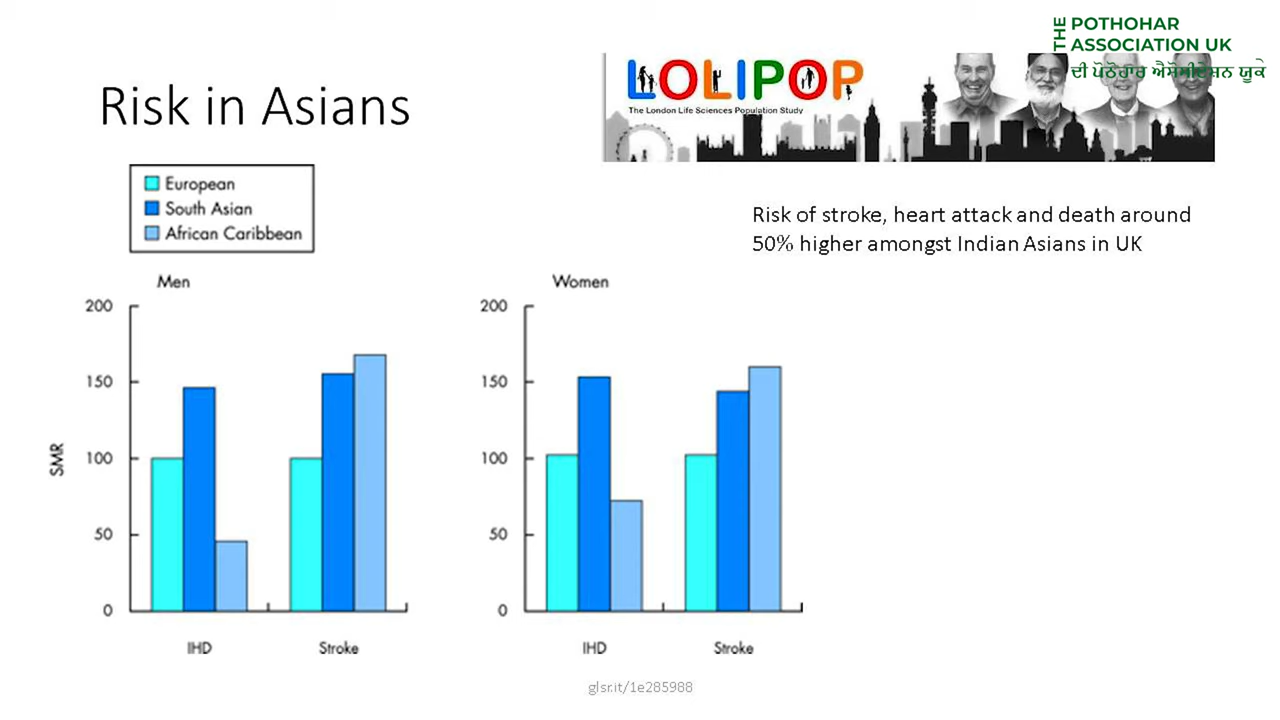 THE POTHOHAR
ASSOCIATION UK
ਦੀ ਪੋਠੋਹਾਰ ਐਸੋਸੀਏਸ਼ਨ ਯੂਕੇ
LOLIPOP
The London Life Sciences Population Study
Risk in Asians
European
South Asian
African Caribbean
Risk of stroke, heart attack and death around
50% higher amongst Indian Asians in UK
Men
200
150
100
50
0
SMR
IHD
Stroke
Women
200
150
100
50
0
IHD
Stroke
glsr.it/1e285988